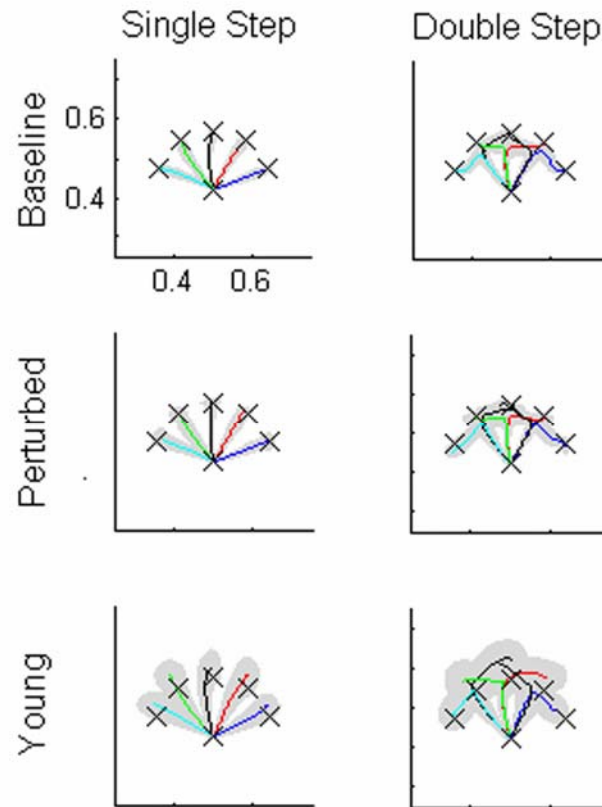 Single Step
Double Step
Baseline
0.6
0.4
0.4 0.6
Perturbed
Young